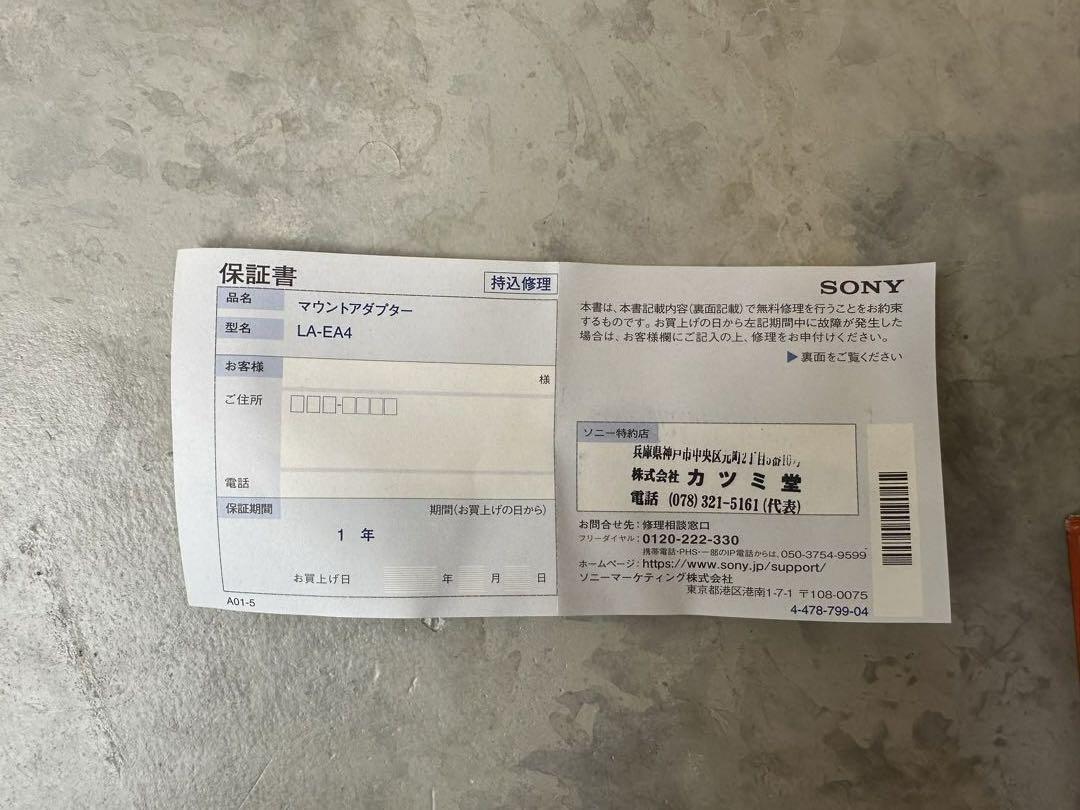 保証書
持込修理
品名 マウントアダプター
型名 LA-EA4
お客様
様
ご住所
□□□-□□□□
電話
保証期間 期間(お買上げの日から)
1 年
お買上げ日 年 月 日
A01-5
SONY
本書は、本書記載内容(裏面記載)で無料修理を行うことをお約束
するものです。お買上げの日から左記期間中に故障が発生した
場合は、お客様欄にご記入の上、修理をお申付けください。
▶裏面をご覧ください
ソニー特約店
兵庫県神戸市中央区元町2丁目5番16号
株式会社 カツミ堂
電話 (078)321-5161(代表)
お問合せ先:修理相談窓口
フリーダイヤル:0120-222-330
携帯電話・PHS・一部のIP電話からは、050-3754-9599
ホームページ:https://www.sony.jp/support/
ソニーマーケティング株式会社
東京都港区港南1-7-1 〒108-0075
4-478-799-04